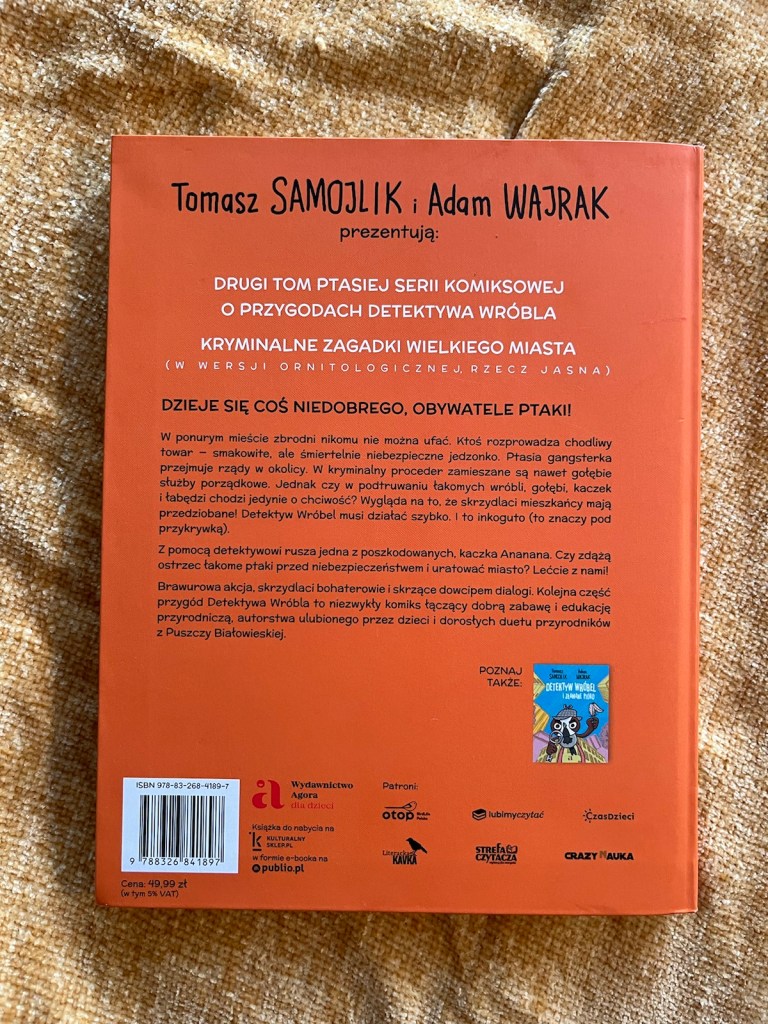 Tomasz SAMOJLIK i Adam WAJRAK
prezentują:
DRUGI TOM PTASIEJ SERII KOMIKSOWEJ
O PRZYGODACH DETEKTYWA WRÓBLA
KRYMINALNE ZAGADKI WIELKIEGO MIASTA
(W WERSJI ORNITOLOGICZNEJ, RZECZ JASNA)
DZIEJE SIĘ COŚ NIEDOBREGO, OBYWATELE PTAKI!
W ponurym mieście zbrodni nikomu nie można ufać. Ktoś rozprowadza chodliwy
towar – smakowite, ale śmiertelnie niebezpieczne jedzonko. Ptasia gangsterka
przejmuje rządy w okolicy. W kryminalny proceder zamieszane są nawet gołębie
służby porządkowe. Jednak czy w podtruwaniu łakomych wróbli, gołębi, kaczek
i łabędzi chodzi jedynie o chciwość? Wygląda na to, że skrzydlaci mieszkańcy mają
przedziobane! Detektyw Wróbel musi działać szybko. I to inkoguto (to znaczy pod
przykrywką).
Z pomocą detektywowi rusza jedna z poszkodowanych, kaczka Ananana. Czy zdążą
ostrzec łakome ptaki przed niebezpieczeństwem i uratować miasto? Lećcie z nami!
Brawurowa akcja, skrzydlaci bohaterowie i skrzące dowcipem dialogi. Kolejna część
przygód Detektywa Wróbla to niezwykły komiks łączący dobrą zabawę i edukację
przyrodniczą, autorstwa ulubionego przez dzieci i dorosłych duetu przyrodników
z Puszczy Białowieskiej.
POZNAJ
TAKŻE:
Tomasz SAMOJLIK Adam WAJRAK
DETEKTYW WRÓBEL
I ZŁAMANE PIÓRO
ISBN 978-83-268-4189-7
9 788326 841897
Cena: 49,99 zł
(w tym 5% VAT)
Wydawnictwo
Agora
dla dzieci
Książka do nabycia na
KULTURALNY
SKLEP.PL
w formie e-booka na
publio.pl
Patroni:
otop
lubimyczytać
CzasDzieci
Literacka
KAVKA
STREFA
CZYTACZA
CRAZY NAUKA